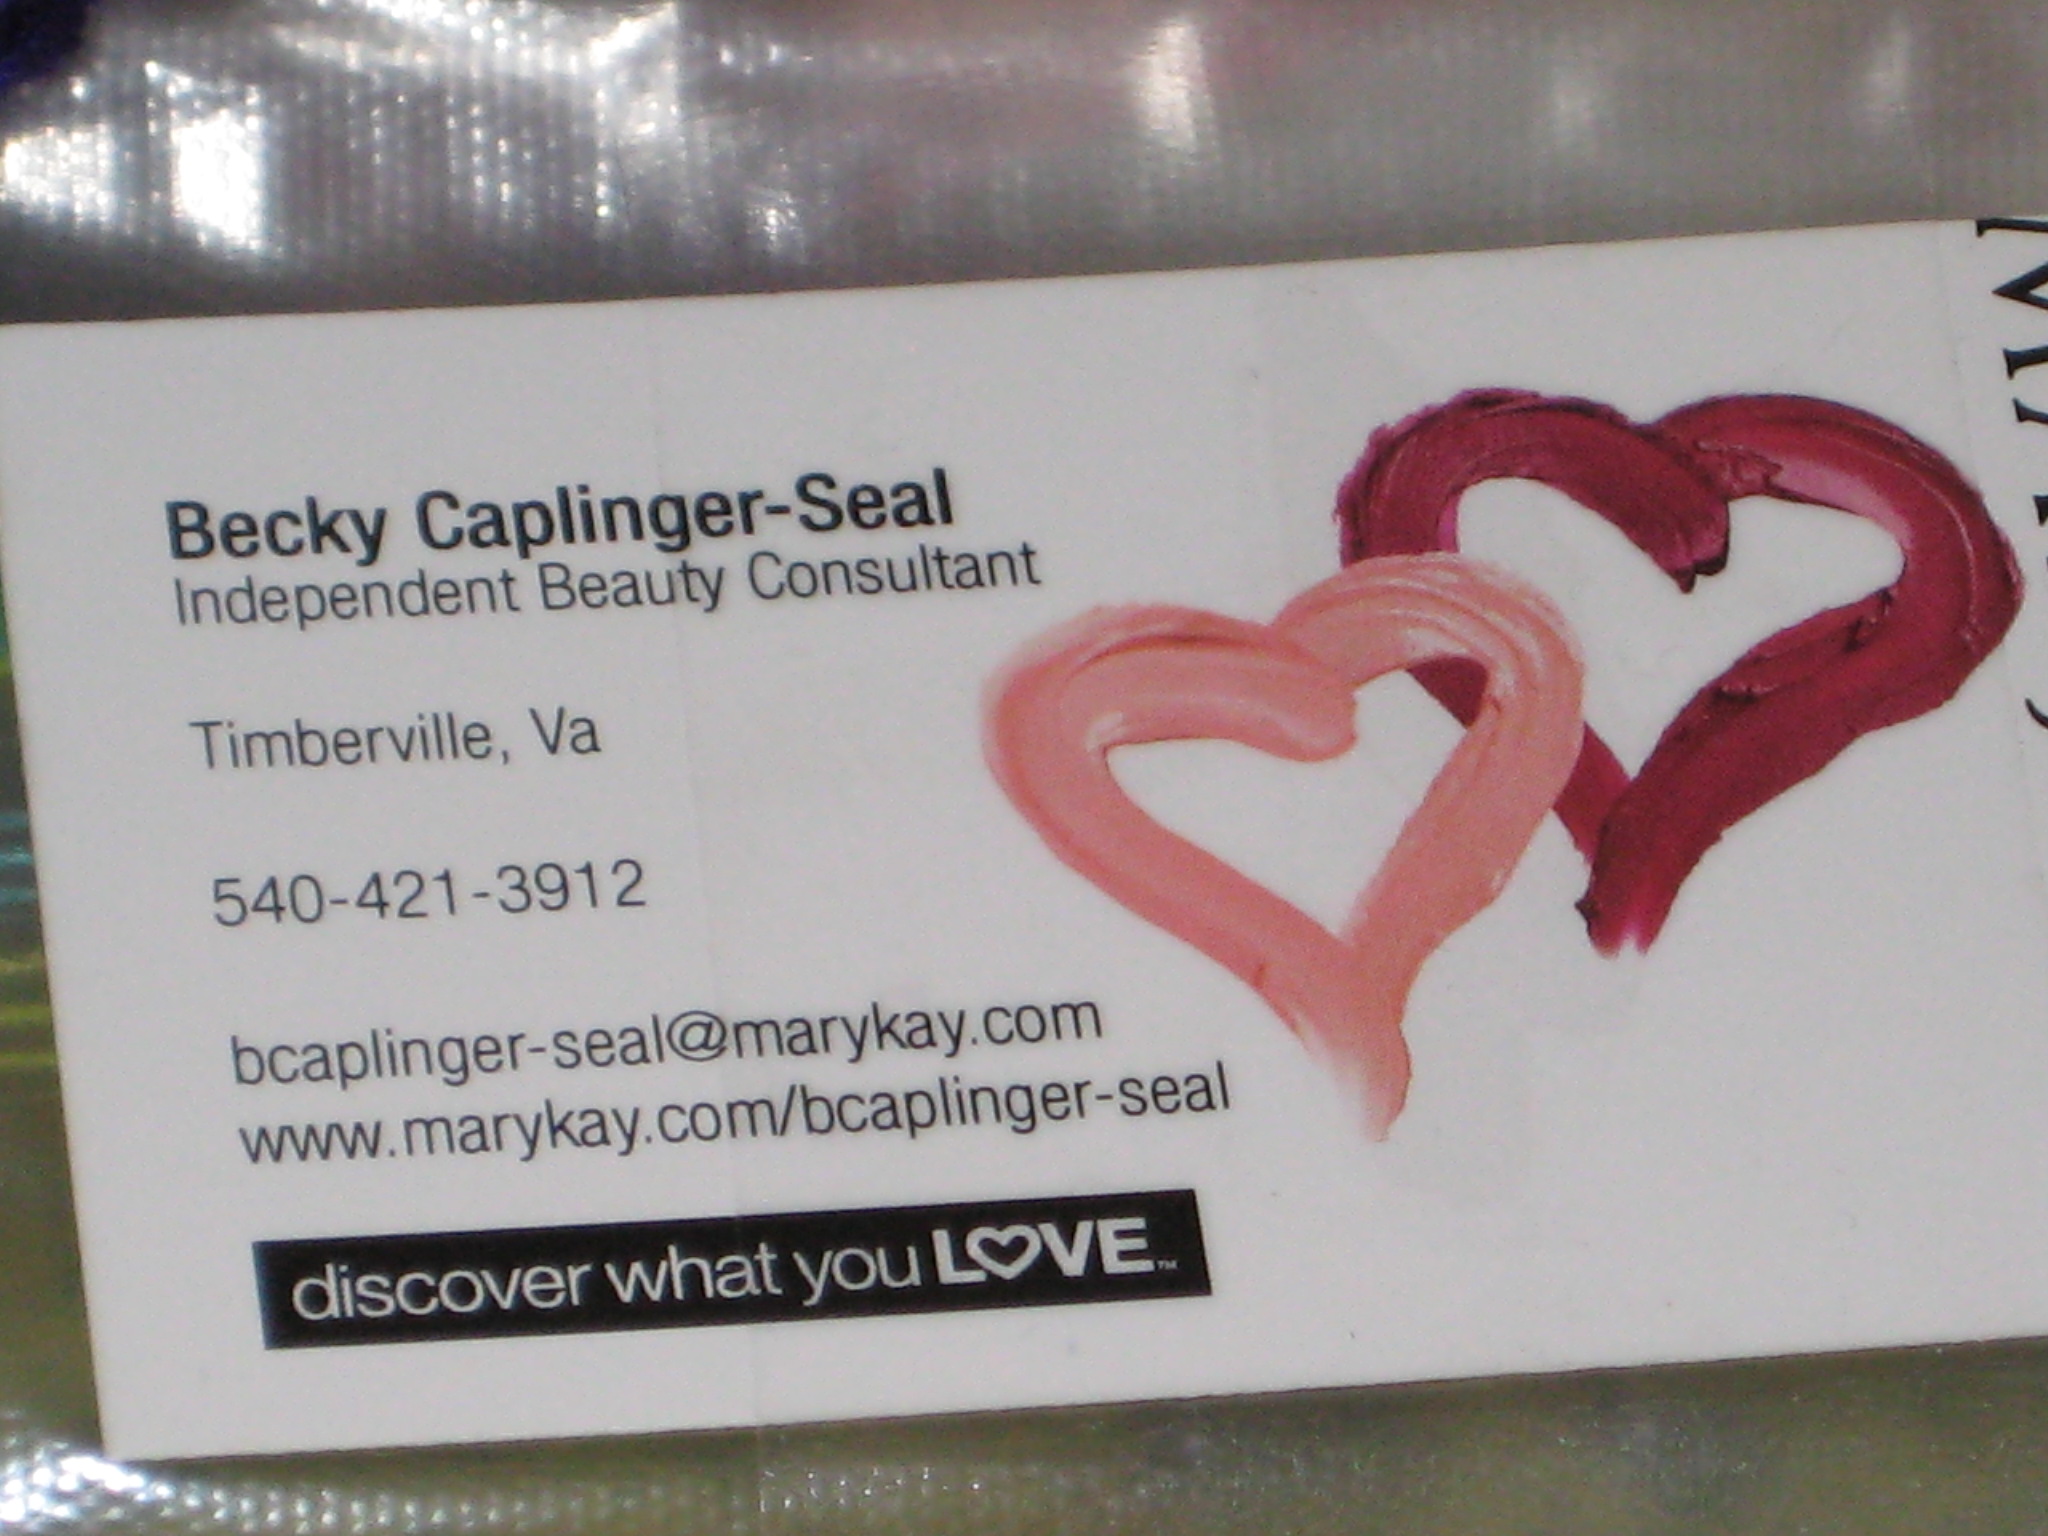 Becky Caplinger-Seal
Independent Beauty Consultant
Timberville, Va
540-421-3912
bcaplinger-seal@marykay.com
www.marykay.com/bcaplinger-seal
discover what you LOVE™